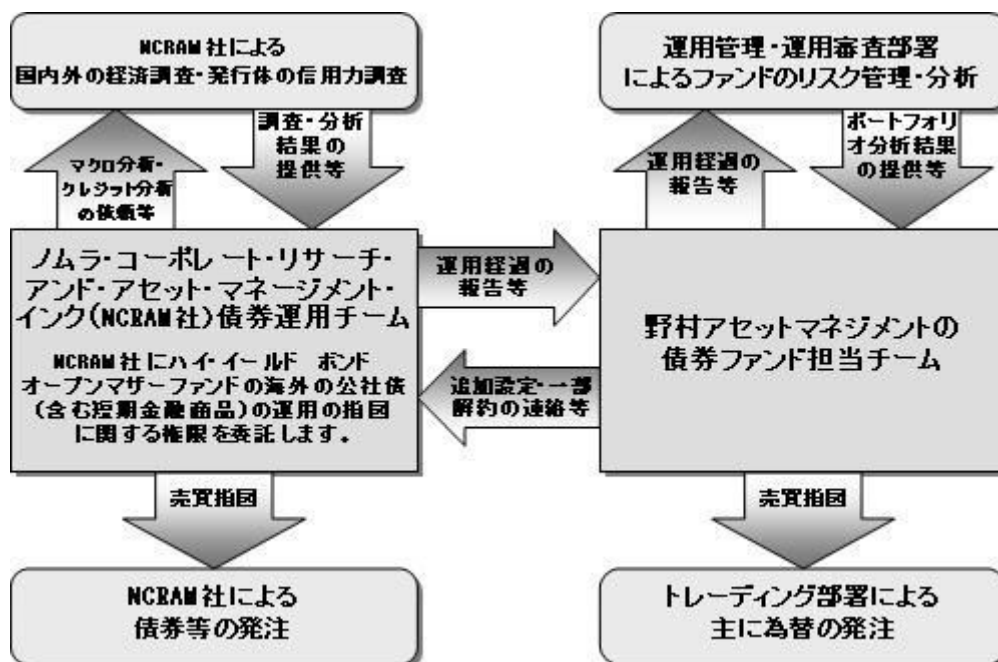 NCRAM社による
国内外の経済調査・発行体の信用力調査
運用管理・運用審査部署
によるファンドのリスク管理・分析
マクロ分析・
クレジット分析
の依頼等
調査・分析
結果の
提供等
運用経過の
報告等
ポートフォリ
オ分析結果
の提供等
ノムラ・コーポレート・リサーチ・
アンド・アセット・マネージメント・
インク(NCRAM社)債券運用チーム
NCRAM社にハイ・イールド ボンド
オープンマザーファンドの海外の公社債
(含む短期金融商品)の運用の指図
に関する権限を委託します。
運用経過の
報告等
追加設定・一部
解約の連絡等
野村アセットマネジメントの
債券ファンド担当チーム
売買指図
売買指図
NCRAM社による
債券等の発注
トレーディング部署による
主に為替の発注